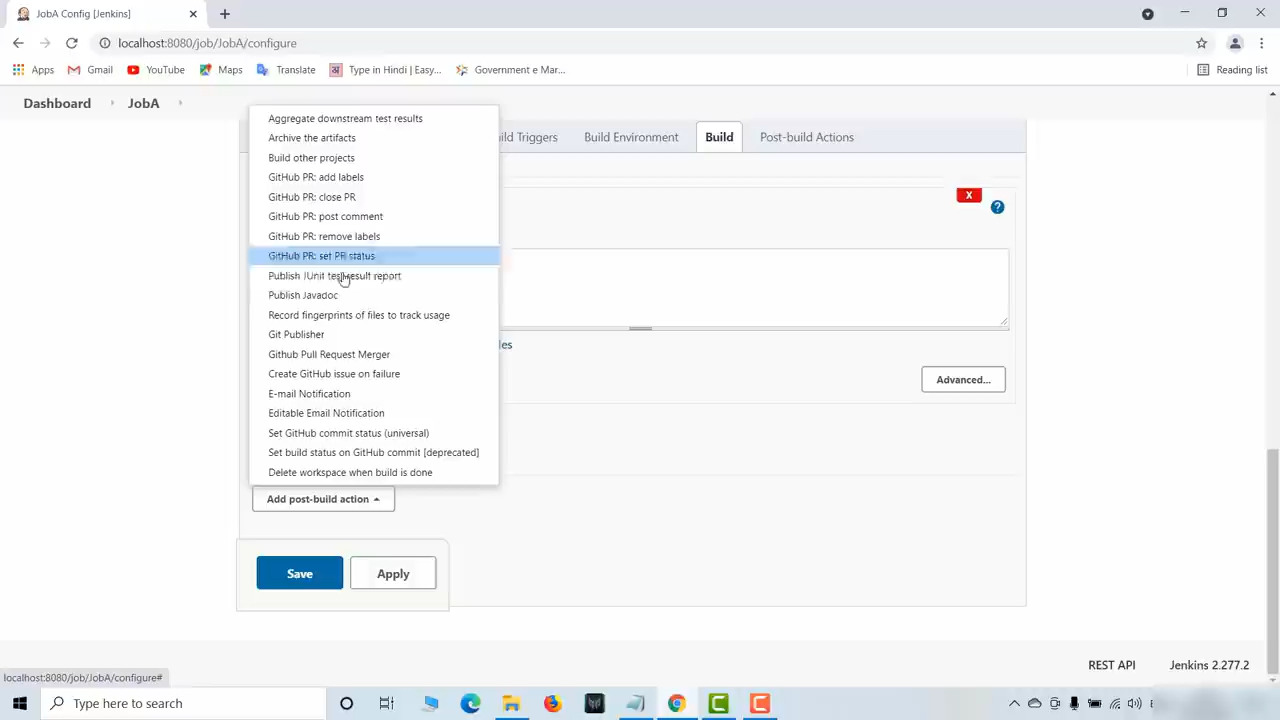 JobA Config [Jenkins]
localhost:8080/job/JobA/configure
Apps
Gmail
YouTube
Maps
Translate
Type in Hindi | Easy...
Government e Mar...
Reading list
Dashboard
JobA
ild Triggers
Build Environment
Build
Post-build Actions
Aggregate downstream test results
Archive the artifacts
Build other projects
GitHub PR: add labels
GitHub PR: close PR
GitHub PR: post comment
GitHub PR: remove labels
GitHub PR: set PR status
Publish JUnit test result report
Publish Javadoc
Record fingerprints of files to track usage
Git Publisher
Github Pull Request Merger
Create GitHub issue on failure
E-mail Notification
Editable Email Notification
Set GitHub commit status (universal)
Set build status on GitHub commit [deprecated]
Delete workspace when build is done
X
?
les
Advanced...
Add post-build action
Save
Apply
REST API
Jenkins 2.277.2
localhost:8080/job/JobA/configure#
Type here to search